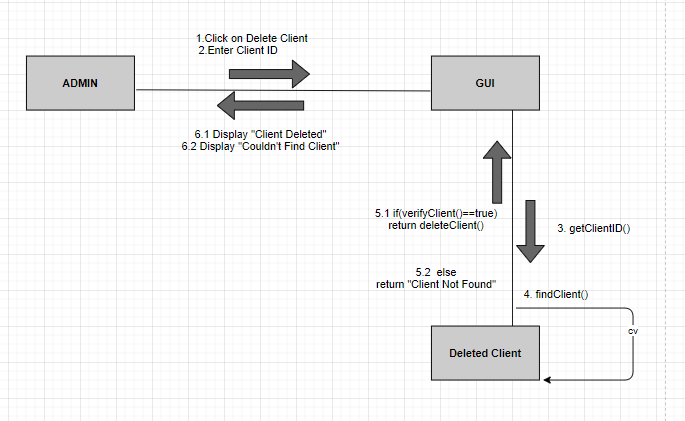 1.Click on Delete Client
2.Enter Client ID
ADMIN
GUI
6.1 Display "Client Deleted"
6.2 Display "Couldn't Find Client"
5.1 if(verifyClient()==true)
return deleteClient()
3. getClientID()
5.2 else
return "Client Not Found"
4. findClient()
cv
Deleted Client